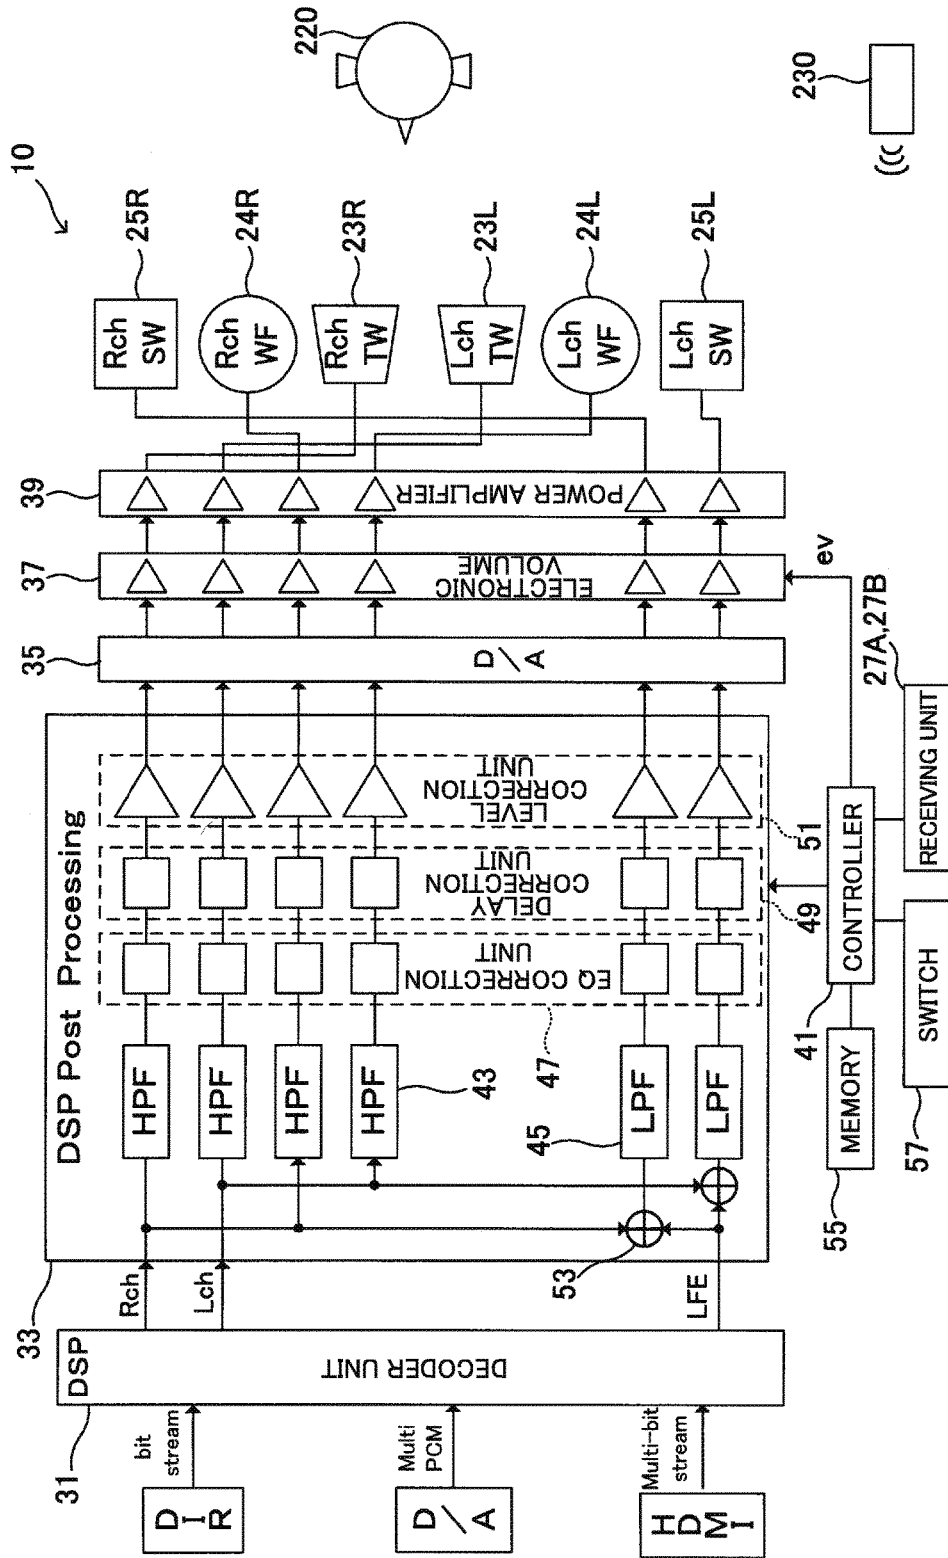 10
220
230
25R
24R
23R
23L
24L
25L
Rch
SW
Rch
WF
Rch
TW
Lch
TW
Lch
WF
Lch
SW
39
POWER AMPLIFIER
37
ELECTRONIC
VOLUME
ev
35
D/A
27A,27B
RECEIVING UNIT
33
DSP Post Processing
LEVEL
CORRECTION
UNIT
51
DELAY
CORRECTION
UNIT
49
EQ CORRECTION
UNIT
47
HPF
HPF
HPF
HPF
43
45
LPF
LPF
53
CONTROLLER
41
MEMORY
55
SWITCH
57
Rch
Lch
LFE
31
DSP
DECODER UNIT
bit
stream
Multi
PCM
Multi-bit
stream
DIR
D/A
HDMI